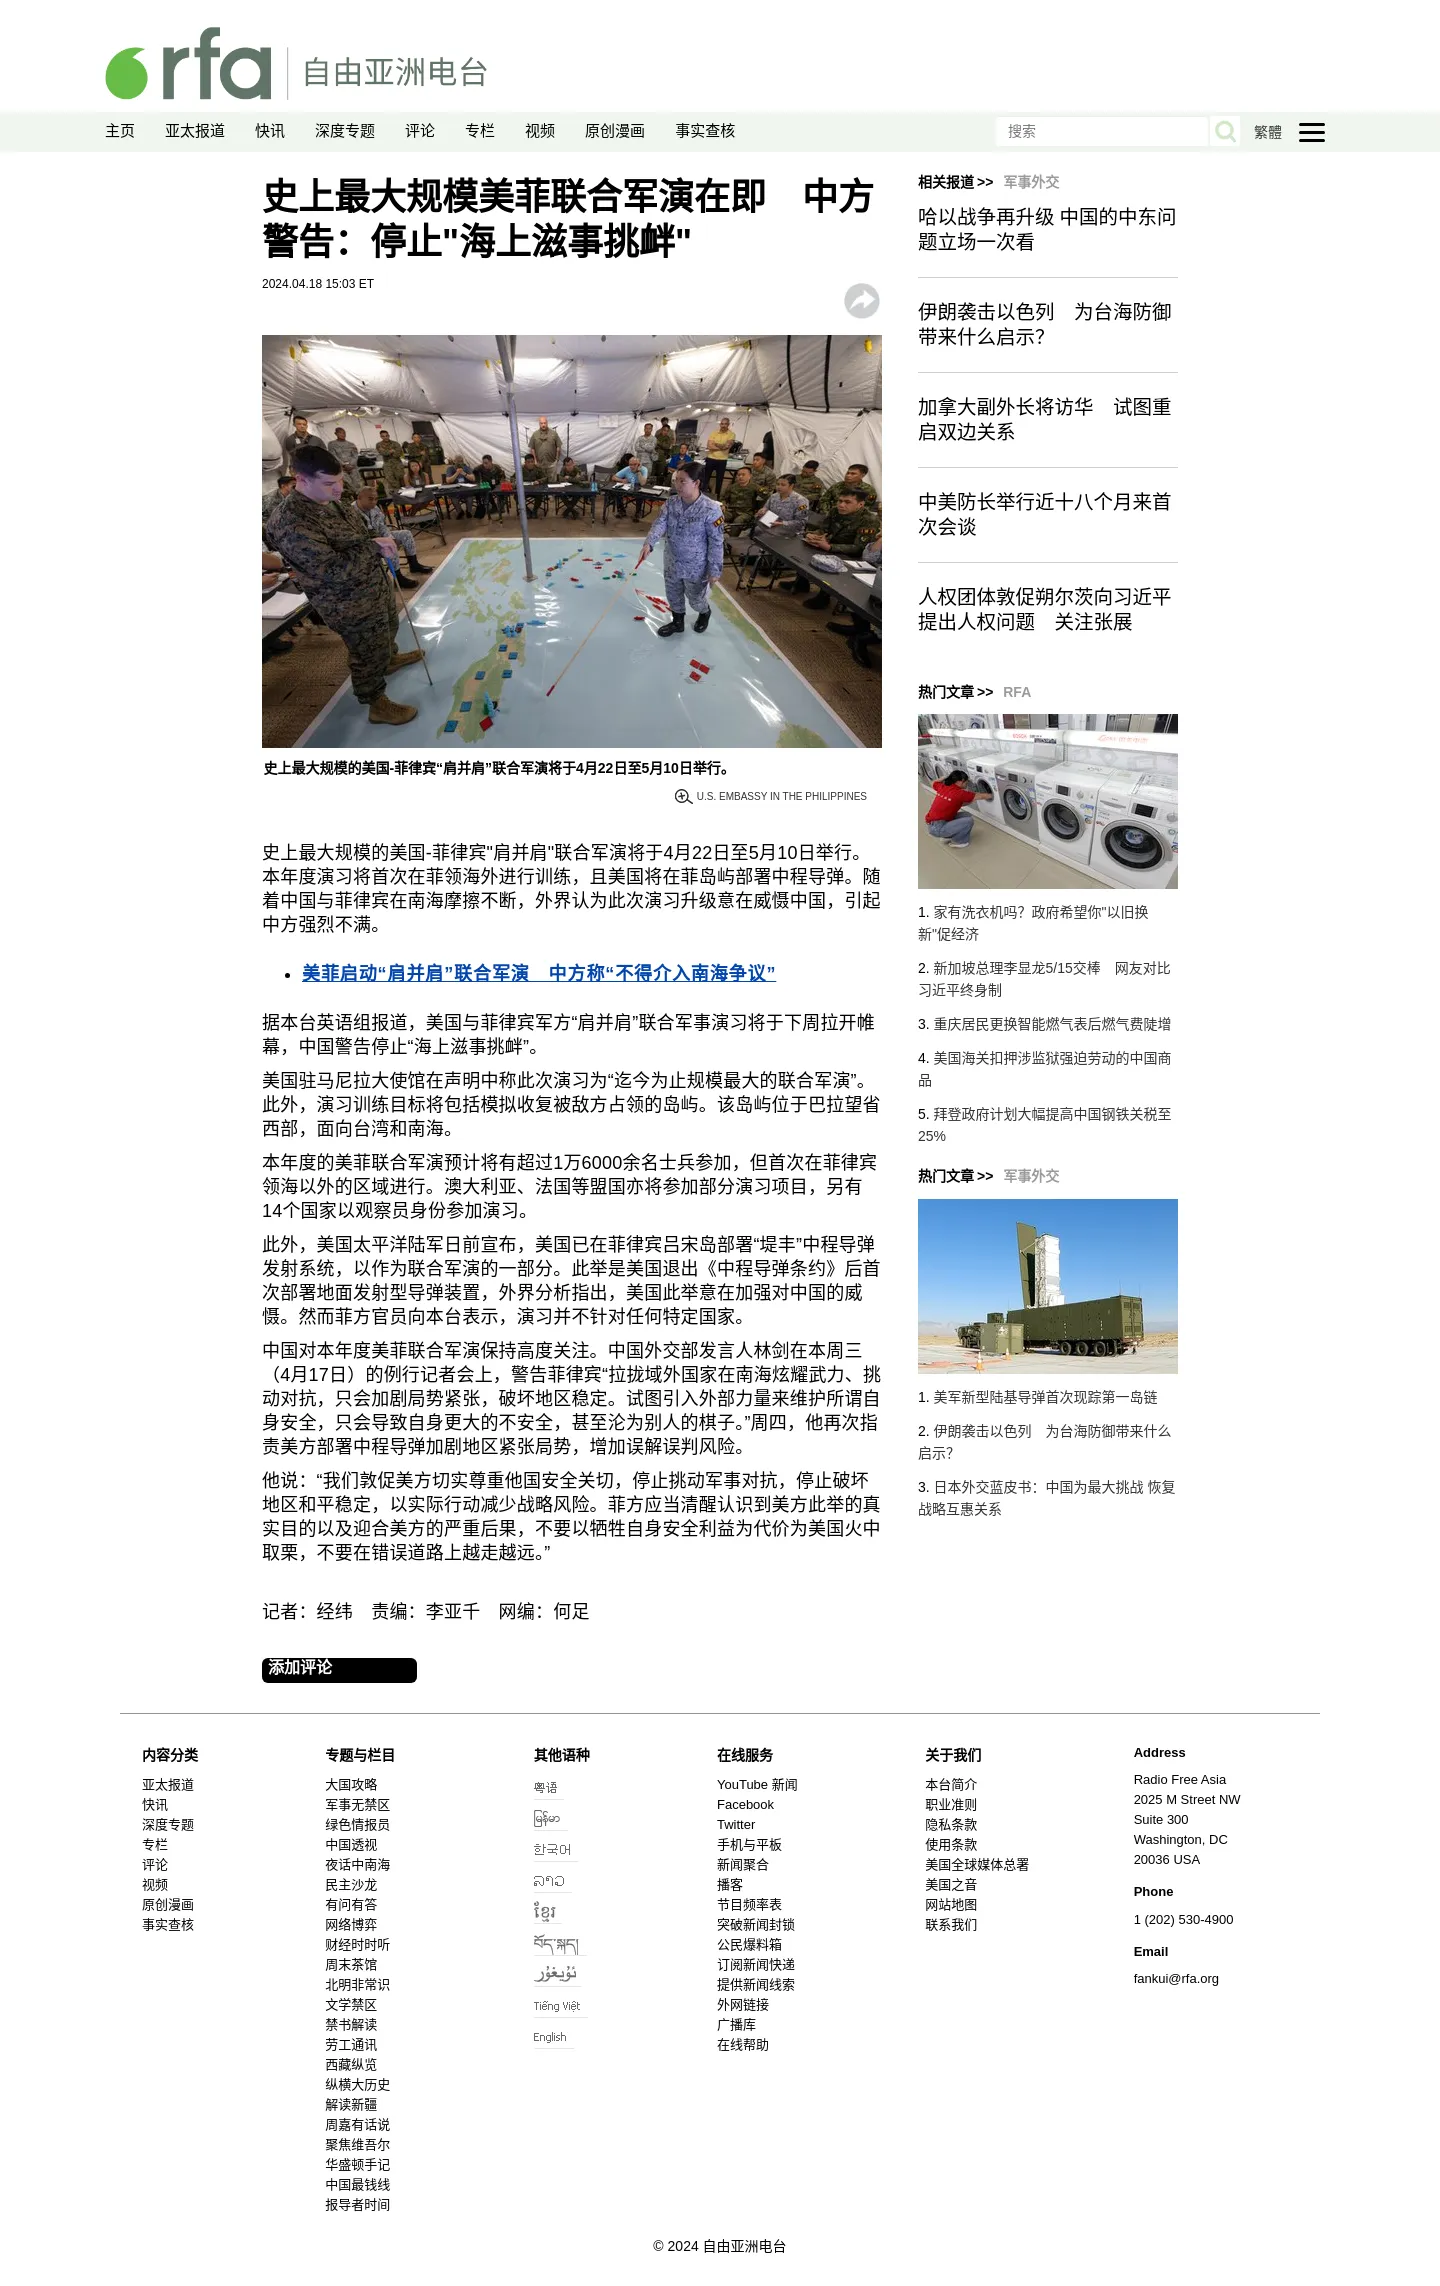 rfa 自由亚洲电台
主页 亚太报道 快讯 深度专题 评论 专栏 视频 原创漫画 事实查核 搜索 繁體
史上最大规模美菲联合军演在即　中方
警告：停止"海上滋事挑衅"
2024.04.18 15:03 ET
史上最大规模的美国-菲律宾“肩并肩”联合军演将于4月22日至5月10日举行。
U.S. EMBASSY IN THE PHILIPPINES
史上最大规模的美国-菲律宾"肩并肩"联合军演将于4月22日至5月10日举行。
本年度演习将首次在菲领海外进行训练，且美国将在菲岛屿部署中程导弹。随
着中国与菲律宾在南海摩擦不断，外界认为此次演习升级意在威慑中国，引起
中方强烈不满。
美菲启动“肩并肩”联合军演　中方称“不得介入南海争议”
据本台英语组报道，美国与菲律宾军方“肩并肩”联合军事演习将于下周拉开帷
幕，中国警告停止“海上滋事挑衅”。
美国驻马尼拉大使馆在声明中称此次演习为“迄今为止规模最大的联合军演”。
此外，演习训练目标将包括模拟收复被敌方占领的岛屿。该岛屿位于巴拉望省
西部，面向台湾和南海。
本年度的美菲联合军演预计将有超过1万6000余名士兵参加，但首次在菲律宾
领海以外的区域进行。澳大利亚、法国等盟国亦将参加部分演习项目，另有
14个国家以观察员身份参加演习。
此外，美国太平洋陆军日前宣布，美国已在菲律宾吕宋岛部署“堤丰”中程导弹
发射系统，以作为联合军演的一部分。此举是美国退出《中程导弹条约》后首
次部署地面发射型导弹装置，外界分析指出，美国此举意在加强对中国的威
慑。然而菲方官员向本台表示，演习并不针对任何特定国家。
中国对本年度美菲联合军演保持高度关注。中国外交部发言人林剑在本周三
（4月17日）的例行记者会上，警告菲律宾“拉拢域外国家在南海炫耀武力、挑
动对抗，只会加剧局势紧张，破坏地区稳定。试图引入外部力量来维护所谓自
身安全，只会导致自身更大的不安全，甚至沦为别人的棋子。”周四，他再次指
责美方部署中程导弹加剧地区紧张局势，增加误解误判风险。
他说：“我们敦促美方切实尊重他国安全关切，停止挑动军事对抗，停止破坏
地区和平稳定，以实际行动减少战略风险。菲方应当清醒认识到美方此举的真
实目的以及迎合美方的严重后果，不要以牺牲自身安全利益为代价为美国火中
取栗，不要在错误道路上越走越远。”
记者：经纬　责编：李亚千　网编：何足
添加评论
相关报道 >> 军事外交
哈以战争再升级 中国的中东问
题立场一次看
伊朗袭击以色列　为台海防御
带来什么启示？
加拿大副外长将访华　试图重
启双边关系
中美防长举行近十八个月来首
次会谈
人权团体敦促朔尔茨向习近平
提出人权问题　关注张展
热门文章 >> RFA
1. 家有洗衣机吗？政府希望你"以旧换
新"促经济
2. 新加坡总理李显龙5/15交棒　网友对比
习近平终身制
3. 重庆居民更换智能燃气表后燃气费陡增
4. 美国海关扣押涉监狱强迫劳动的中国商
品
5. 拜登政府计划大幅提高中国钢铁关税至
25%
热门文章 >> 军事外交
1. 美军新型陆基导弹首次现踪第一岛链
2. 伊朗袭击以色列　为台海防御带来什么
启示？
3. 日本外交蓝皮书：中国为最大挑战 恢复
战略互惠关系
内容分类
亚太报道
快讯
深度专题
专栏
评论
视频
原创漫画
事实查核
专题与栏目
大国攻略
军事无禁区
绿色情报员
中国透视
夜话中南海
民主沙龙
有问有答
网络博弈
财经时时听
周末茶馆
北明非常识
文学禁区
禁书解读
劳工通讯
西藏纵览
纵横大历史
解读新疆
周嘉有话说
聚焦维吾尔
华盛顿手记
中国最钱线
报导者时间
其他语种
粤语
မြန်မာ
한국어
ລາວ
ខ្មែរ
བོད་སྐད།
ئۇيغۇر
Tiếng Việt
English
在线服务
YouTube 新闻
Facebook
Twitter
手机与平板
新闻聚合
播客
节目频率表
突破新闻封锁
公民爆料箱
订阅新闻快递
提供新闻线索
外网链接
广播库
在线帮助
关于我们
本台简介
职业准则
隐私条款
使用条款
美国全球媒体总署
美国之音
网站地图
联系我们
Address
Radio Free Asia
2025 M Street NW
Suite 300
Washington, DC
20036 USA
Phone
1 (202) 530-4900
Email
fankui@rfa.org
© 2024 自由亚洲电台